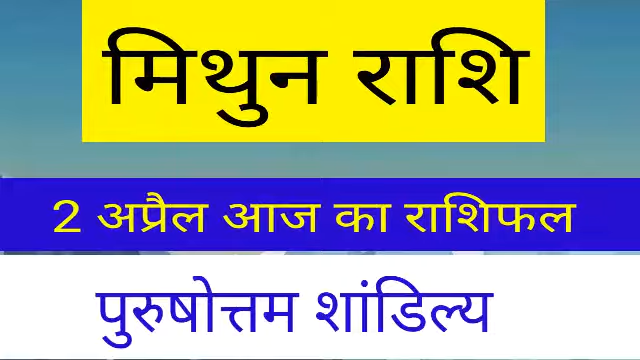 मिथुन राशि
2 अप्रैल आज का राशिफल
पुरुषोत्तम शांडिल्य